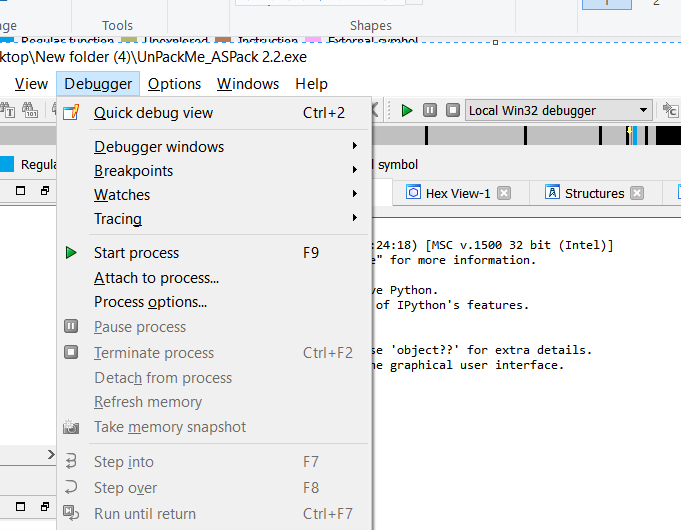 age
Tools
Shapes
1
2
Regular function
Unexplored
Instruction
External symbol
ktop\New folder (4)\UnPackMe_ASPack 2.2.exe
View
Debugger
Options
Windows
Help
Local Win32 debugger
Quick debug view Ctrl+2
Debugger windows
Breakpoints
Regula
l symbol
Watches
Hex View-1
Structures
Tracing
:24:18) [MSC v.1500 32 bit (Intel)]
Start process F9
e" for more information.
Attach to process...
ve Python.
Process options...
of IPython's features.
Pause process
Terminate process Ctrl+F2
se 'object??' for extra details.
Detach from process
ne graphical user interface.
Refresh memory
Take memory snapshot
Step into F7
Step over F8
Run until return Ctrl+F7